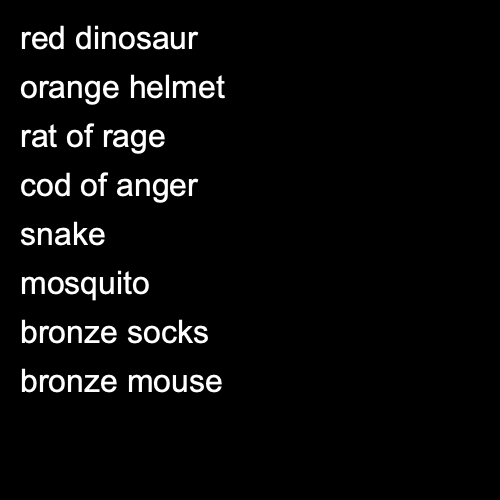 red dinosaur
orange helmet
rat of rage
cod of anger
snake
mosquito
bronze socks
bronze mouse